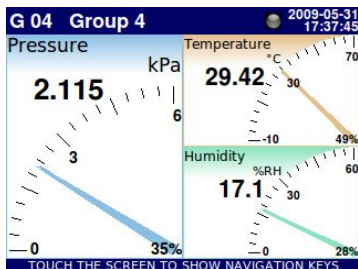 G 04 Group 4
2009-05-31
17:37:45
Pressure
kPa
2.115
6
3
0
35%
Temperature
°C
70
29.42
30
-10
49%
Humidity
%RH
60
17.1
30
0
28%
TOUCH THE SCREEN TO SHOW NAVIGATION KEYS